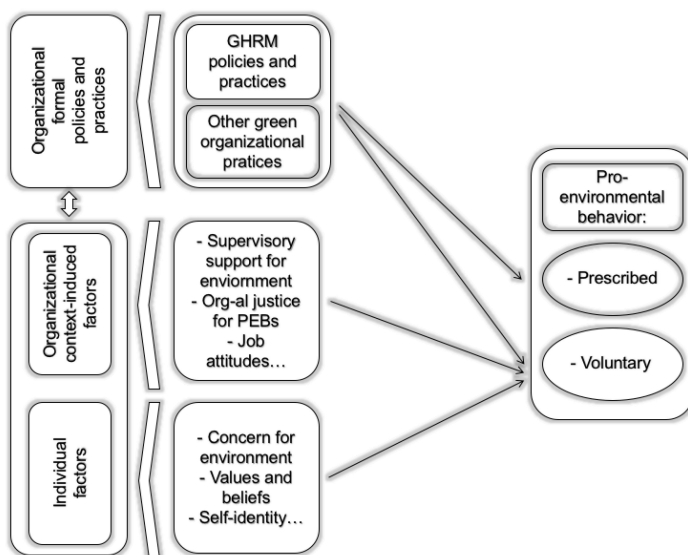 Organizational
formal
policies and
practices
GHRM
policies and
practices
Other green
organizational
pratices
Organizational
context-induced
factors
- Supervisory
support for
enviornment
- Org-al justice
for PEBs
- Job
attitudes…
Individual
factors
- Concern for
environment
- Values and
beliefs
- Self-identity…
Pro-
environmental
behavior:
- Prescribed
- Voluntary